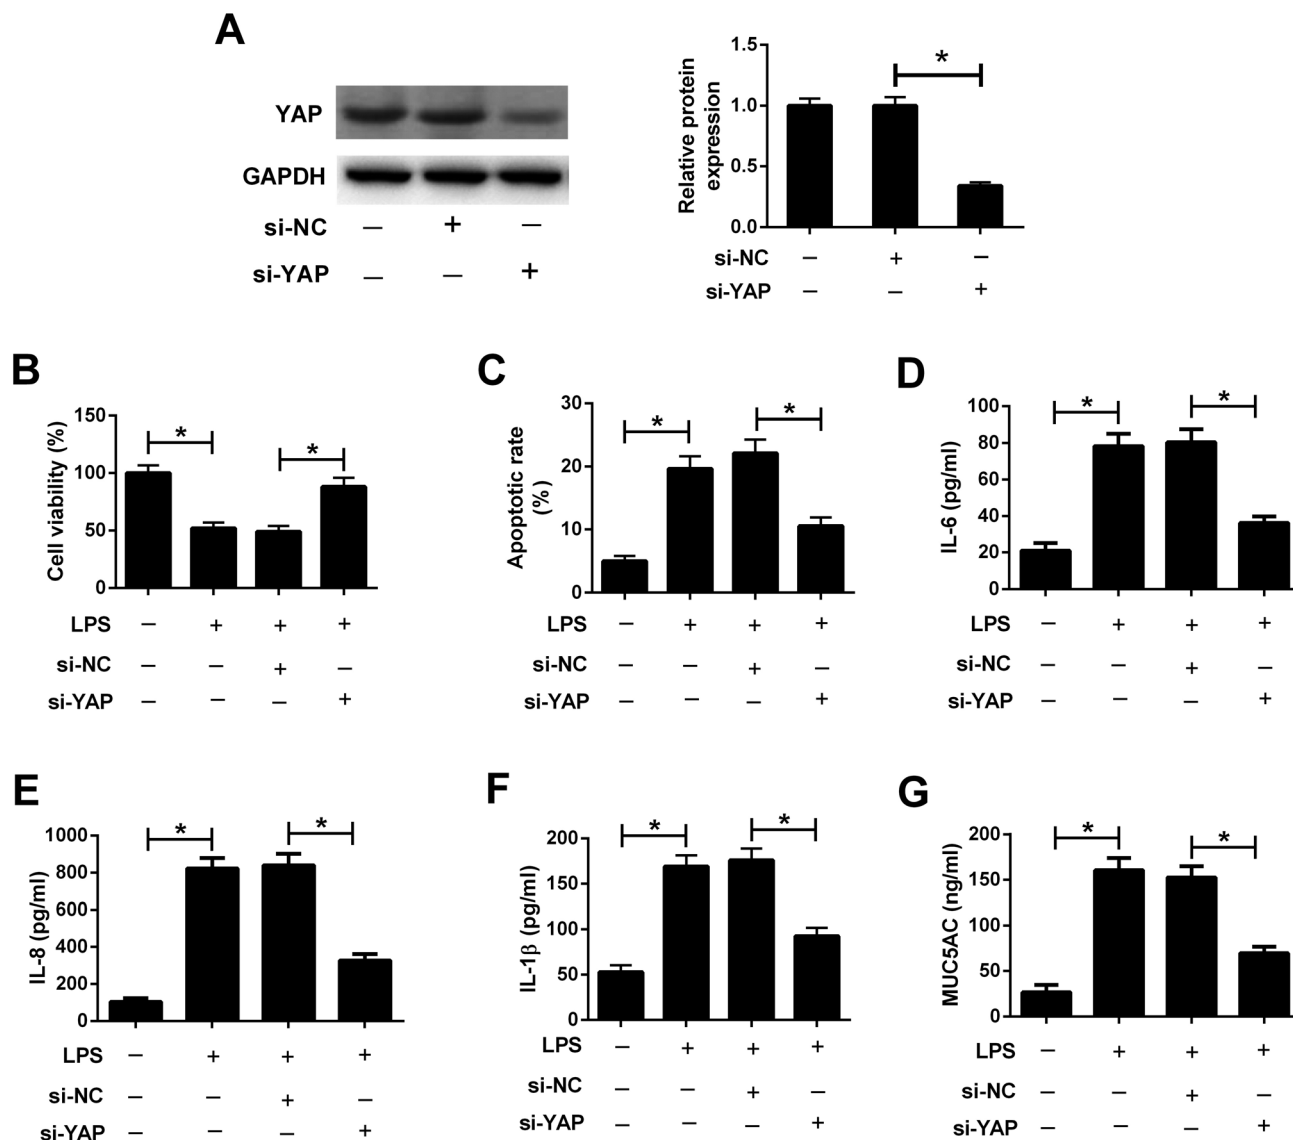 A
YAP
GAPDH
si-NC – + –
si-YAP – – +
Relative protein
expression
1.5
1.0
0.5
0.0
*
si-NC – + –
si-YAP – – +
B
Cell viability (%)
150
100
50
0
* *
LPS – + + +
si-NC – – + –
si-YAP – – – +
C
Apoptotic rate
(%)
30
20
10
0
* *
LPS – + + +
si-NC – – + –
si-YAP – – – +
D
IL-6 (pg/ml)
100
80
60
40
20
0
* *
LPS – + + +
si-NC – – + –
si-YAP – – – +
E
IL-8 (pg/ml)
1000
800
600
400
200
0
* *
LPS – + + +
si-NC – – + –
si-YAP – – – +
F
IL-1β (pg/ml)
200
150
100
50
0
* *
LPS – + + +
si-NC – – + –
si-YAP – – – +
G
MUC5AC (ng/ml)
200
150
100
50
0
* *
LPS – + + +
si-NC – – + –
si-YAP – – – +